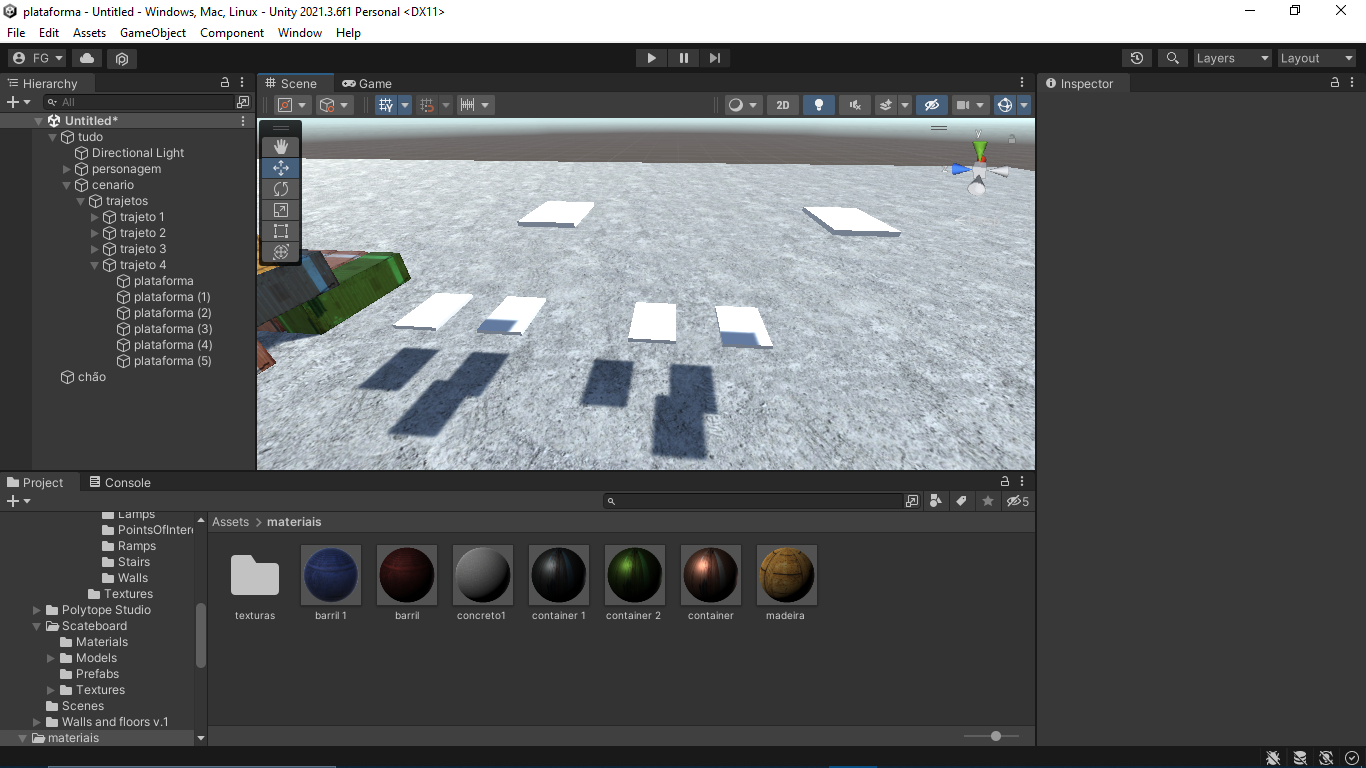 plataforma - Untitled - Windows, Mac, Linux - Unity 2021.3.6f1 Personal <DX11>
File Edit Assets GameObject Component Window Help
FG Layers Layout
Hierarchy
All
Untitled*
tudo
Directional Light
personagem
cenario
trajetos
trajeto 1
trajeto 2
trajeto 3
trajeto 4
plataforma
plataforma (1)
plataforma (2)
plataforma (3)
plataforma (4)
plataforma (5)
chão
Scene Game
2D
y
Inspector
Project Console
5
Lamps
PointsOfIntere
Ramps
Stairs
Walls
Textures
Polytope Studio
Scateboard
Materials
Models
Prefabs
Textures
Scenes
Walls and floors v.1
materiais
Assets > materiais
texturas barril 1 barril concreto1 container 1 container 2 container madeira